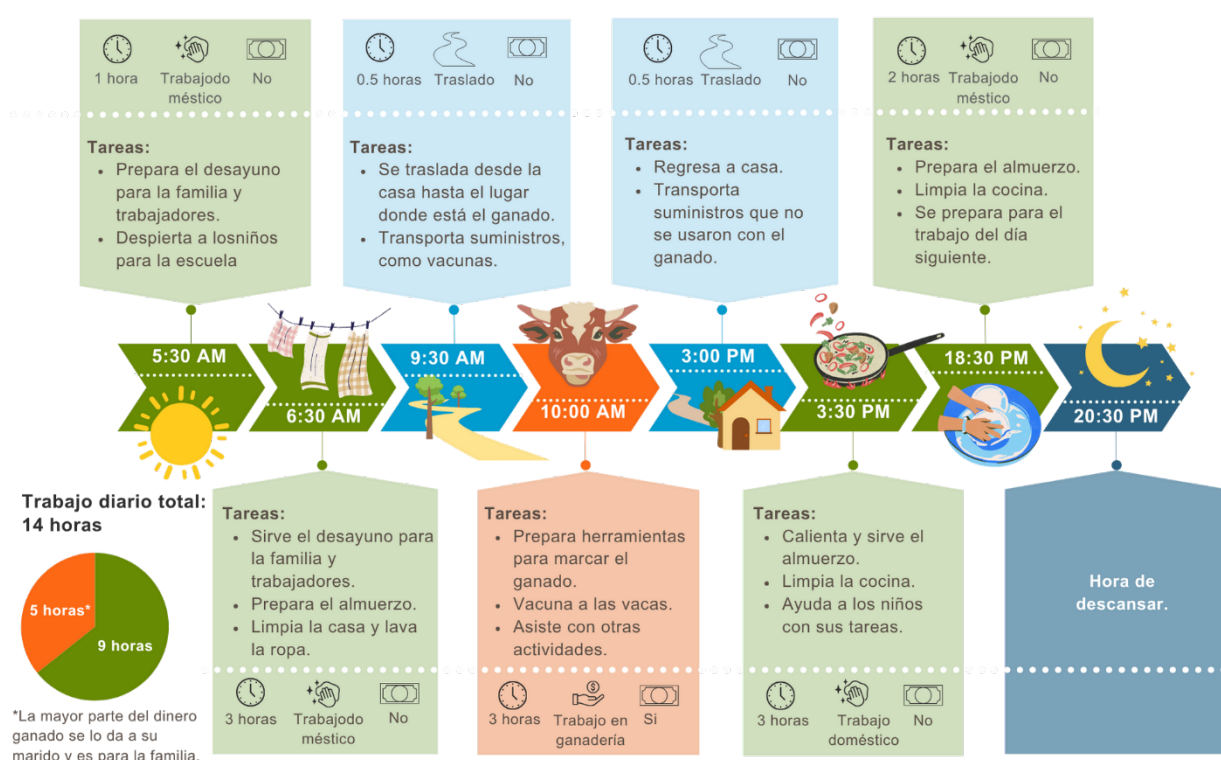 1 hora
Trabajodo
méstico
No
Tareas:
Prepara el desayuno
para la familia y
trabajadores.
Despierta a losniños
para la escuela
0.5 horas
Traslado
No
Tareas:
Se traslada desde la
casa hasta el lugar
donde está el ganado.
Transporta suministros,
como vacunas.
0.5 horas
Traslado
No
Tareas:
Regresa a casa.
Transporta
suministros que no
se usaron con el
ganado.
2 horas
Trabajodo
méstico
No
Tareas:
Prepara el almuerzo.
Limpia la cocina.
Se prepara para el
trabajo del día
siguiente.
5:30 AM
6:30 AM
9:30 AM
10:00 AM
3:00 PM
3:30 PM
18:30 PM
20:30 PM
Trabajo diario total:
14 horas
5 horas*
9 horas
*La mayor parte del dinero
ganado se lo da a su
marido y es para la familia.
Tareas:
Sirve el desayuno para
la familia y
trabajadores.
Prepara el almuerzo.
Limpia la casa y lava
la ropa.
3 horas
Trabajodo
méstico
No
Tareas:
Prepara herramientas
para marcar el
ganado.
Vacuna a las vacas.
Asiste con otras
actividades.
3 horas
Trabajo en
ganadería
Si
Tareas:
Calienta y sirve el
almuerzo.
Limpia la cocina.
Ayuda a los niños
con sus tareas.
3 horas
Trabajo
doméstico
No
Hora de
descansar.